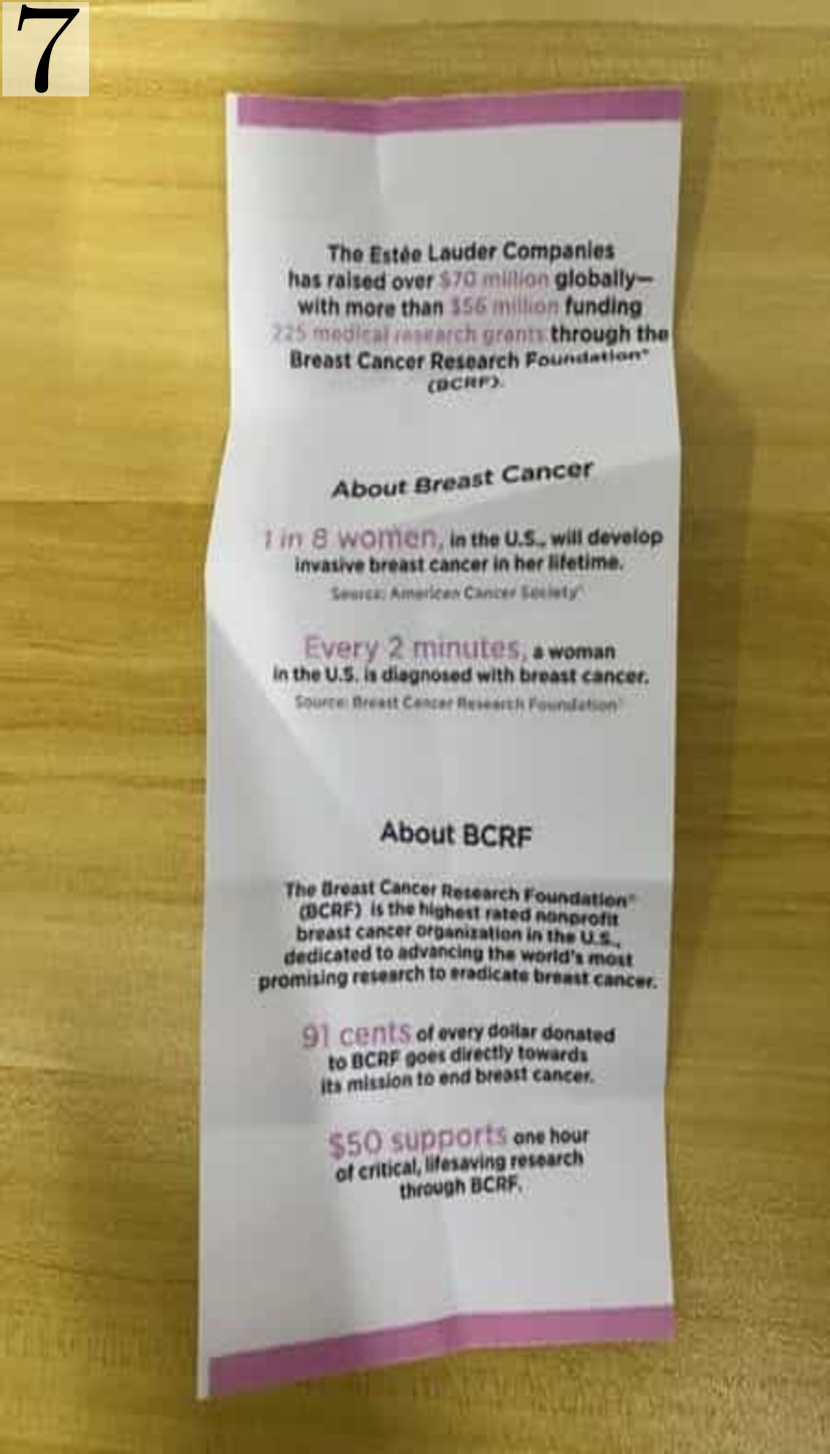 7
The Estée Lauder Companies
has raised over $70 million globally—
with more than $56 million funding
225 medical research grants through the
Breast Cancer Research Foundation®
(BCRF).
About Breast Cancer
1 in 8 women, in the U.S., will develop
invasive breast cancer in her lifetime.
Source: American Cancer Society®
Every 2 minutes, a woman
in the U.S. is diagnosed with breast cancer.
Source: Breast Cancer Research Foundation®
About BCRF
The Breast Cancer Research Foundation®
(BCRF) is the highest rated nonprofit
breast cancer organization in the U.S.,
dedicated to advancing the world's most
promising research to eradicate breast cancer.
91 cents of every dollar donated
to BCRF goes directly towards
its mission to end breast cancer.
$50 supports one hour
of critical, lifesaving research
through BCRF.